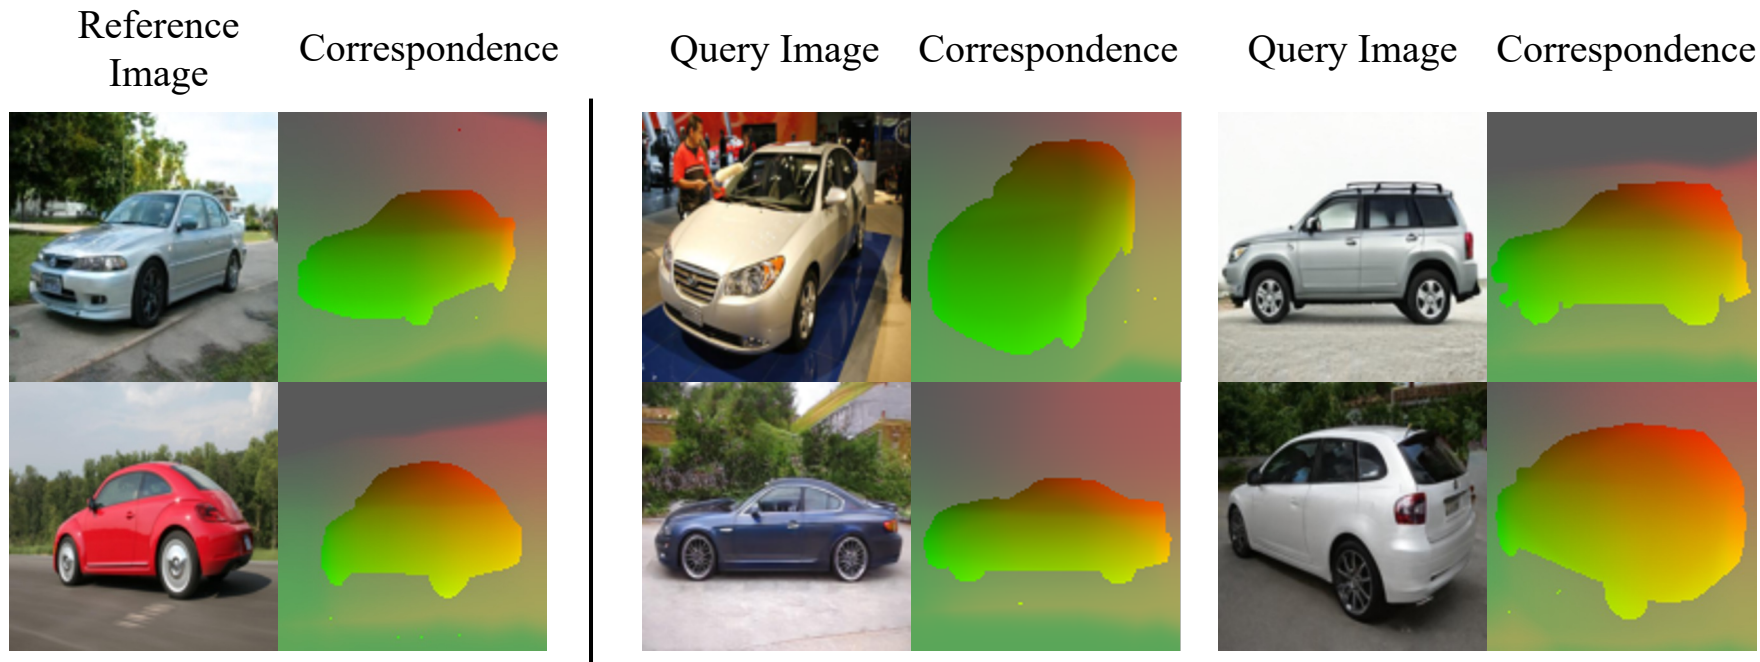 Reference
Image
Correspondence
Query Image
Correspondence
Query Image
Correspondence